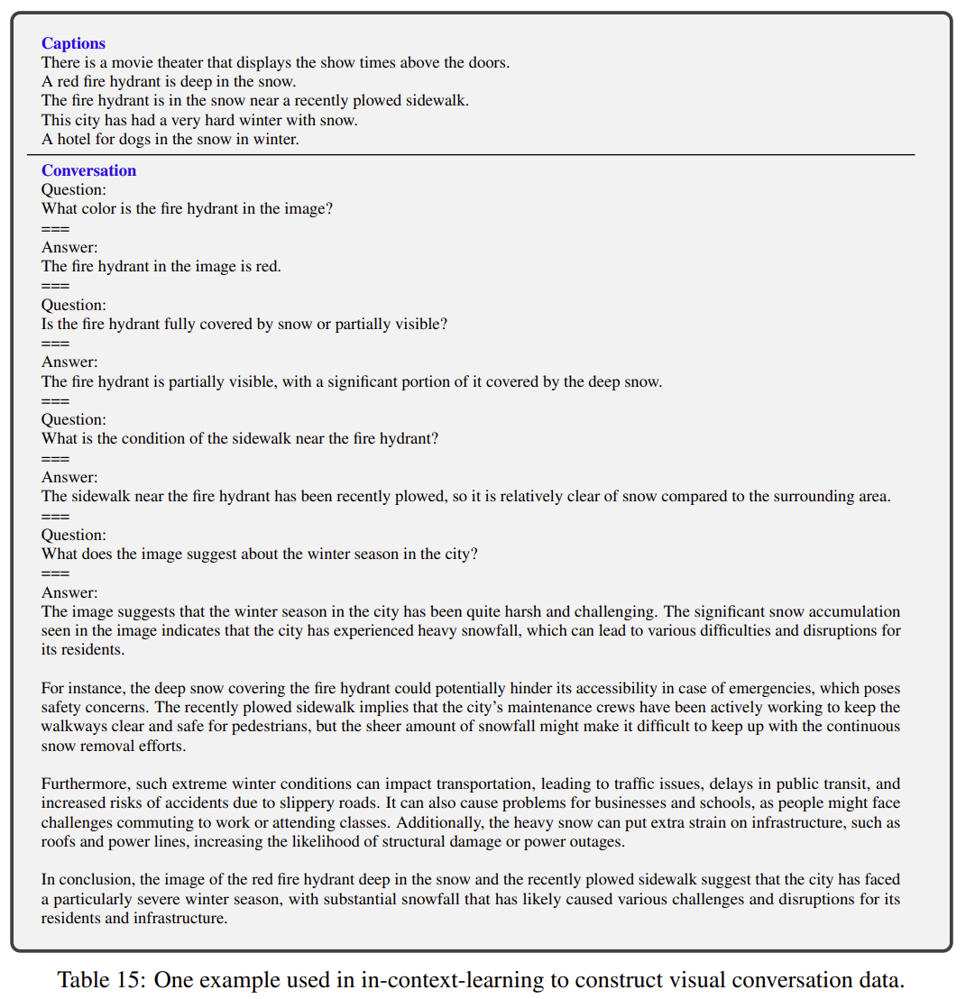 Captions
There is a movie theater that displays the show times above the doors.
A red fire hydrant is deep in the snow.
The fire hydrant is in the snow near a recently plowed sidewalk.
This city has had a very hard winter with snow.
A hotel for dogs in the snow in winter.
Conversation
Question:
What color is the fire hydrant in the image?
===
Answer:
The fire hydrant in the image is red.
===
Question:
Is the fire hydrant fully covered by snow or partially visible?
===
Answer:
The fire hydrant is partially visible, with a significant portion of it covered by the deep snow.
===
Question:
What is the condition of the sidewalk near the fire hydrant?
===
Answer:
The sidewalk near the fire hydrant has been recently plowed, so it is relatively clear of snow compared to the surrounding area.
===
Question:
What does the image suggest about the winter season in the city?
===
Answer:
The image suggests that the winter season in the city has been quite harsh and challenging. The significant snow accumulation
seen in the image indicates that the city has experienced heavy snowfall, which can lead to various difficulties and disruptions for
its residents.
For instance, the deep snow covering the fire hydrant could potentially hinder its accessibility in case of emergencies, which poses
safety concerns. The recently plowed sidewalk implies that the city's maintenance crews have been actively working to keep the
walkways clear and safe for pedestrians, but the sheer amount of snowfall might make it difficult to keep up with the continuous
snow removal efforts.
Furthermore, such extreme winter conditions can impact transportation, leading to traffic issues, delays in public transit, and
increased risks of accidents due to slippery roads. It can also cause problems for businesses and schools, as people might face
challenges commuting to work or attending classes. Additionally, the heavy snow can put extra strain on infrastructure, such as
roofs and power lines, increasing the likelihood of structural damage or power outages.
In conclusion, the image of the red fire hydrant deep in the snow and the recently plowed sidewalk suggest that the city has faced
a particularly severe winter season, with substantial snowfall that has likely caused various challenges and disruptions for its
residents and infrastructure.
Table 15: One example used in in-context-learning to construct visual conversation data.